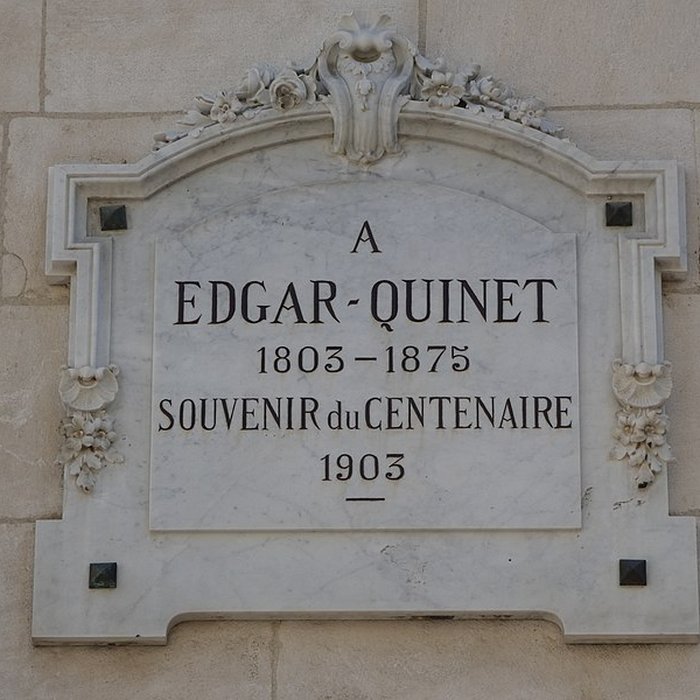 A
EDGAR-QUINET
1803-1875
SOUVENIR du CENTENAIRE
1903